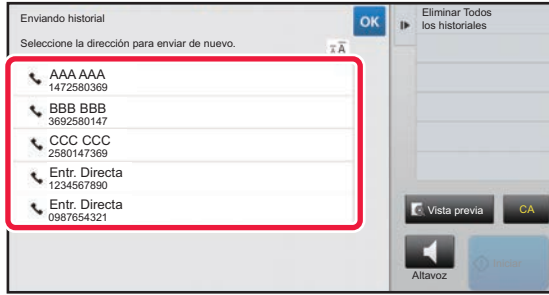 Enviando historial
OK
Seleccione la dirección para enviar de nuevo.
AAA AAA
1472580369
BBB BBB
3692580147
CCC CCC
2580147369
Entr. Directa
1234567890
Entr. Directa
0987654321
Eliminar Todos
los historiales
Vista previa
CA
Altavoz